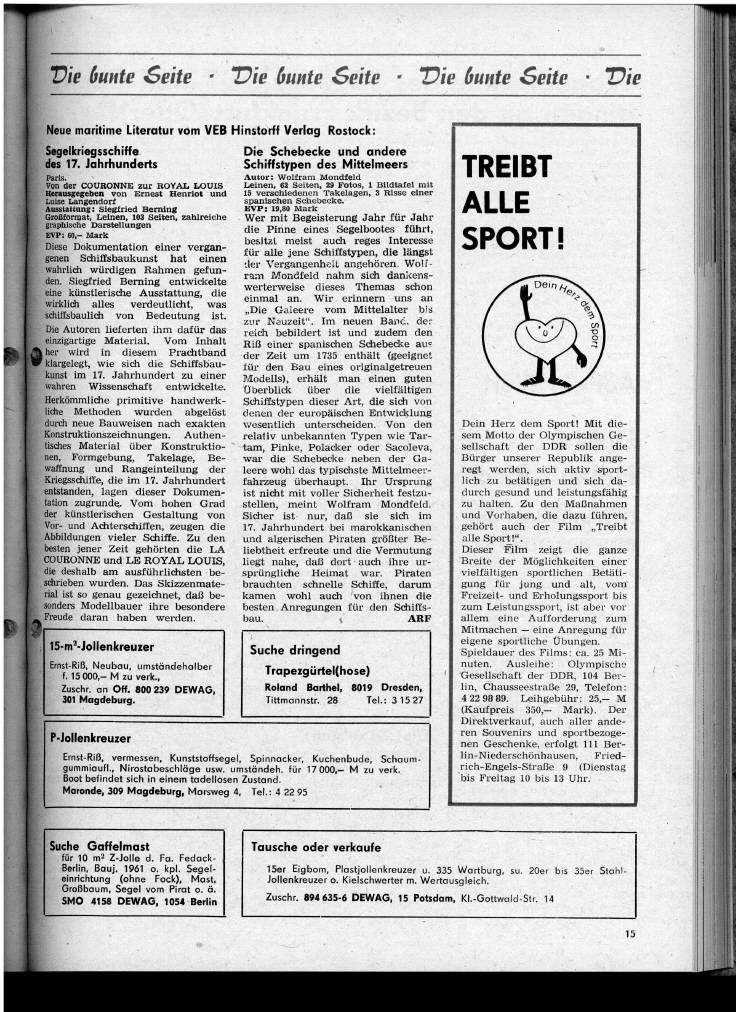 Die bunte Seite · Die bunte Seite · Die bunte Seite · Die
Neue maritime Literatur vom VEB Hinstorff Verlag Rostock:
Segelkriegsschiffe
des 17. Jahrhunderts
Paris.
Von der COURONNE zur ROYAL LOUIS
Herausgegeben von Ernest Henriot und
Luise Langendorf
Ausstattung: Siegfried Berning
Großformat, Leinen, 103 Seiten, zahlreiche
graphische Darstellungen
EVP: 60,— Mark
Diese Dokumentation einer vergan-
genen Schiffsbaukunst hat einen
wahrlich würdigen Rahmen gefun-
den. Siegfried Berning entwickelte
eine künstlerische Ausstattung, die
wirklich alles verdeutlicht, was
schiffsbaulich von Bedeutung ist.
Die Autoren lieferten ihm dafür das
einzigartige Material. Vom Inhalt
her wird in diesem Prachtband
klargelegt, wie sich die Schiffsbau-
kunst im 17. Jahrhundert zu einer
wahren Wissenschaft entwickelte.
Herkömmliche primitive handwerk-
liche Methoden wurden abgelöst
durch neue Bauweisen nach exakten
Konstruktionszeichnungen. Authen-
tisches Material über Konstruktio-
nen, Formgebung, Takelage, Be-
waffnung und Rangeinteilung der
Kriegsschiffe, die im 17. Jahrhundert
entstanden, lagen dieser Dokumen-
tation zugrunde. Vom hohen Grad
der künstlerischen Gestaltung von
Vor- und Achterschiffen, zeugen die
Abbildungen vieler Schiffe. Zu den
besten jener Zeit gehörten die LA
COURONNE und LE ROYAL LOUIS,
die deshalb am ausführlichsten be-
schrieben wurden. Das Skizzenmate-
rial ist so genau gezeichnet, daß be-
sonders Modellbauer ihre besondere
Freude daran haben werden.
Die Schebecke und andere
Schiffstypen des Mittelmeers
Autor: Wolfram Mondfeld
Leinen, 62 Seiten, 29 Fotos, 1 Bildtafel mit
15 verschiedenen Takelagen, 3 Risse einer
spanischen Schebecke.
EVP: 19,80 Mark
Wer mit Begeisterung Jahr für Jahr
die Pinne eines Segelbootes führt,
besitzt meist auch reges Interesse
für alle jene Schiffstypen, die längst
der Vergangenheit angehören. Wolf-
ram Mondfeld nahm sich dankens-
werterweise dieses Themas schon
einmal an. Wir erinnern uns an
„Die Galeere vom Mittelalter bis
zur Neuzeit“. Im neuen Band, der
reich bebildert ist und zudem den
Riß einer spanischen Schebecke aus
der Zeit um 1735 enthält (geeignet
für den Bau eines originalgetreuen
Modells), erhält man einen guten
Überblick über die vielfältigen
Schiffstypen dieser Art, die sich von
denen der europäischen Entwicklung
wesentlich unterscheiden. Von den
relativ unbekannten Typen wie Tar-
tam, Pinke, Polacker oder Sacoleva,
war die Schebecke neben der Ga-
leere wohl das typischste Mittelmeer-
fahrzeug überhaupt. Ihr Ursprung
ist nicht mit voller Sicherheit festzu-
stellen, meint Wolfram Mondfeld.
Sicher ist nur, daß sie sich im
17. Jahrhundert bei marokkanischen
und algerischen Piraten größter Be-
liebtheit erfreute und die Vermutung
liegt nahe, daß dort auch ihre ur-
sprüngliche Heimat war. Piraten
brauchten schnelle Schiffe, darum
kamen wohl auch von ihnen die
besten Anregungen für den Schiffs-
bau. ARF
TREIBT
ALLE
SPORT!
Dein Herz dem Sport
Dein Herz dem Sport! Mit die-
sem Motto der Olympischen Ge-
sellschaft der DDR sollen die
Bürger unserer Republik ange-
regt werden, sich aktiv sport-
lich zu betätigen und sich da-
durch gesund und leistungsfähig
zu halten. Zu den Maßnahmen
und Vorhaben, die dazu führen,
gehört auch der Film „Treibt
alle Sport!“.
Dieser Film zeigt die ganze
Breite der Möglichkeiten einer
vielfältigen sportlichen Betäti-
gung für jung und alt, vom
Freizeit- und Erholungssport bis
zum Leistungssport, ist aber vor
allem eine Aufforderung zum
Mitmachen — eine Anregung für
eigene sportliche Übungen.
Spieldauer des Films: ca. 25 Mi-
nuten. Ausleihe: Olympische
Gesellschaft der DDR, 104 Ber-
lin, Chausseestraße 29, Telefon:
4 22 98 89. Leihgebühr: 25,— M
(Kaufpreis 350,— Mark). Der
Direktverkauf, auch aller ande-
ren Souvenirs und sportbezoge-
nen Geschenke, erfolgt 111 Ber-
lin-Niederschönhausen, Fried-
rich-Engels-Straße 9 (Dienstag
bis Freitag 10 bis 13 Uhr.
15-m²-Jollenkreuzer
Ernst-Riß, Neubau, umständehalber
f. 15 000,— M zu verk.,
Zuschr. an Off. 800 239 DEWAG,
301 Magdeburg.
Suche dringend
Trapezgürtel(hose)
Roland Barthel, 8019 Dresden,
Tittmannstr. 28 Tel.: 3 15 27
P-Jollenkreuzer
Ernst-Riß, vermessen, Kunststoffsegel, Spinnacker, Kuchenbude, Schaum-
gummiaufl., Nirostabeschläge usw. umständeh. für 17 000,— M zu verk.
Boot befindet sich in einem tadellosen Zustand.
Maronde, 309 Magdeburg, Marsweg 4, Tel.: 4 22 95
Suche Gaffelmast
für 10 m² Z-Jolle d. Fa. Fedack-
Berlin, Bauj. 1961 o. kpl. Segel-
einrichtung (ohne Fock), Mast,
Großbaum, Segel vom Pirat o. ä.
SMO 4158 DEWAG, 1054 Berlin
Tausche oder verkaufe
15er Eigbom, Plastjollenkreuzer u. 335 Wartburg, su. 20er bis 35er Stahl-
Jollenkreuzer o. Kielschwerter m. Wertausgleich.
Zuschr. 894 635-6 DEWAG, 15 Potsdam, Kl.-Gottwald-Str. 14
15